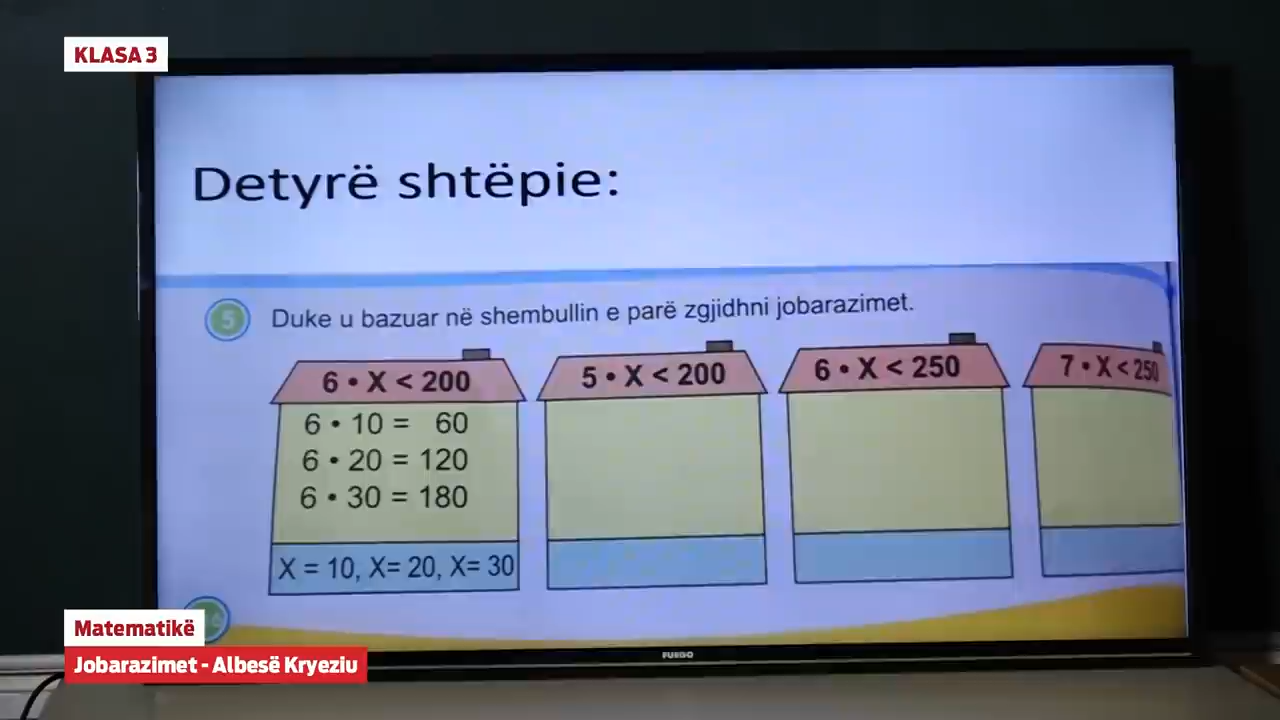 KLASA 3
Detyrë shtëpie:
5 Duke u bazuar në shembullin e parë zgjidhni jobarazimet.
6 • X < 200
5 • X < 200
6 • X < 250
7 • X < 250
6 • 10 = 60
6 • 20 = 120
6 • 30 = 180
X = 10, X= 20, X= 30
Matematikë
Jobarazimet - Albesë Kryeziu
FUEGO